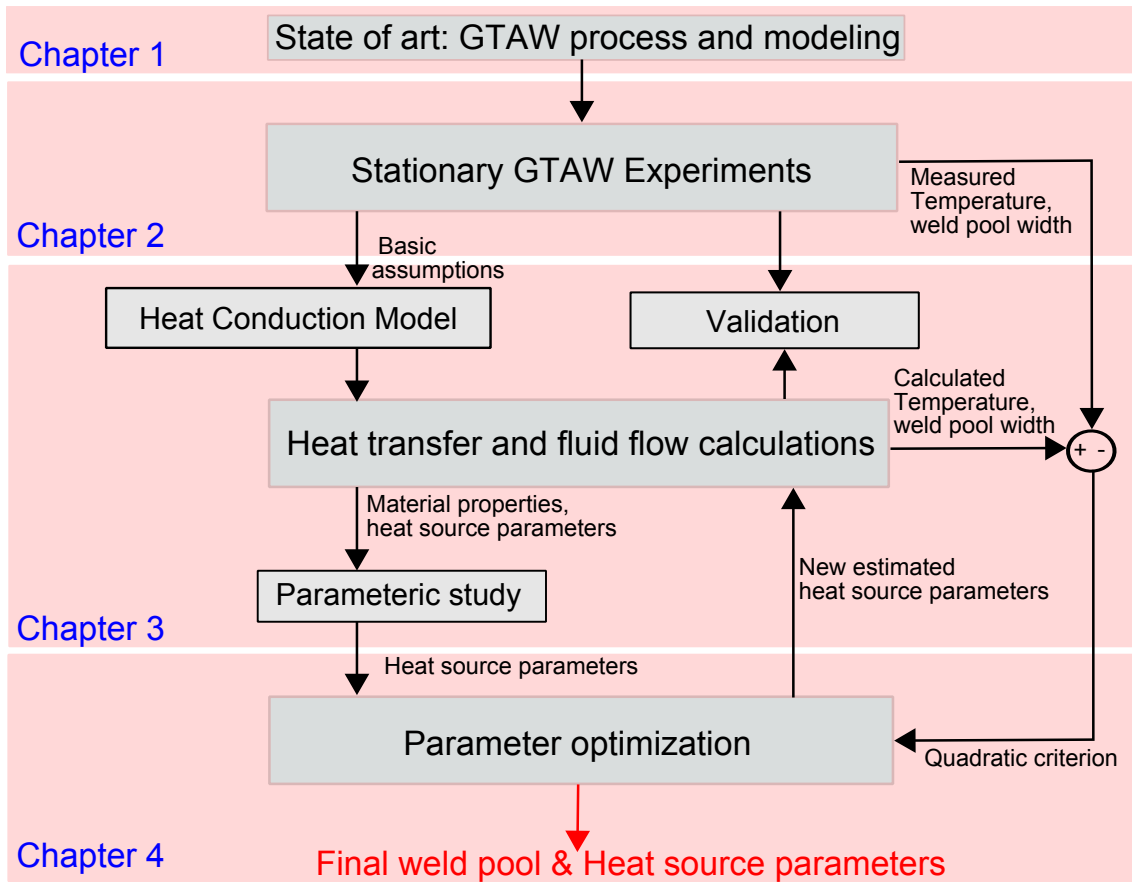 State of art: GTAW process and modeling
Chapter 1
Stationary GTAW Experiments
Measured
Temperature,
weld pool width
Chapter 2
Basic
assumptions
Heat Conduction Model
Validation
Calculated
Temperature,
weld pool width
Heat transfer and fluid flow calculations
+ -
Material properties,
heat source parameters
New estimated
heat source parameters
Parameteric study
Chapter 3
Heat source parameters
Parameter optimization
Quadratic criterion
Chapter 4
Final weld pool & Heat source parameters